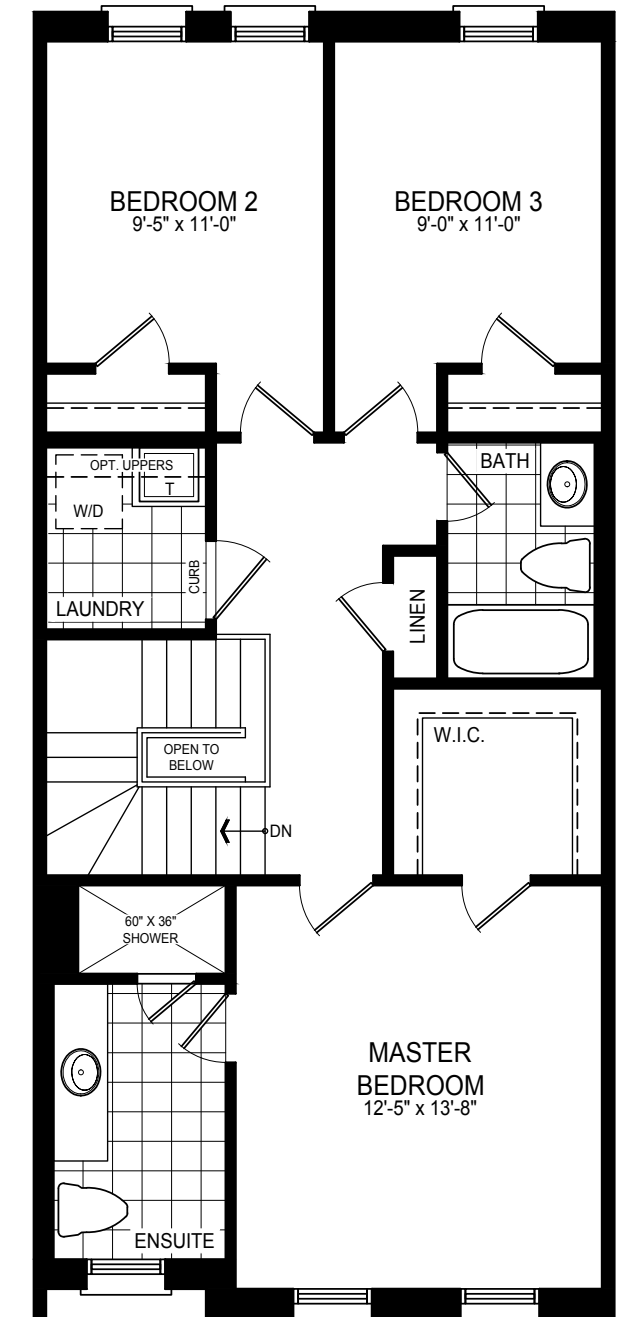 BEDROOM 2
9'-5" x 11'-0"
BEDROOM 3
9'-0" x 11'-0"
OPT. UPPERS
T
W/D
CURB
LAUNDRY
BATH
LINEN
W.I.C.
OPEN TO
BELOW
DN
60" X 36"
SHOWER
MASTER
BEDROOM
12'-5" x 13'-8"
ENSUITE